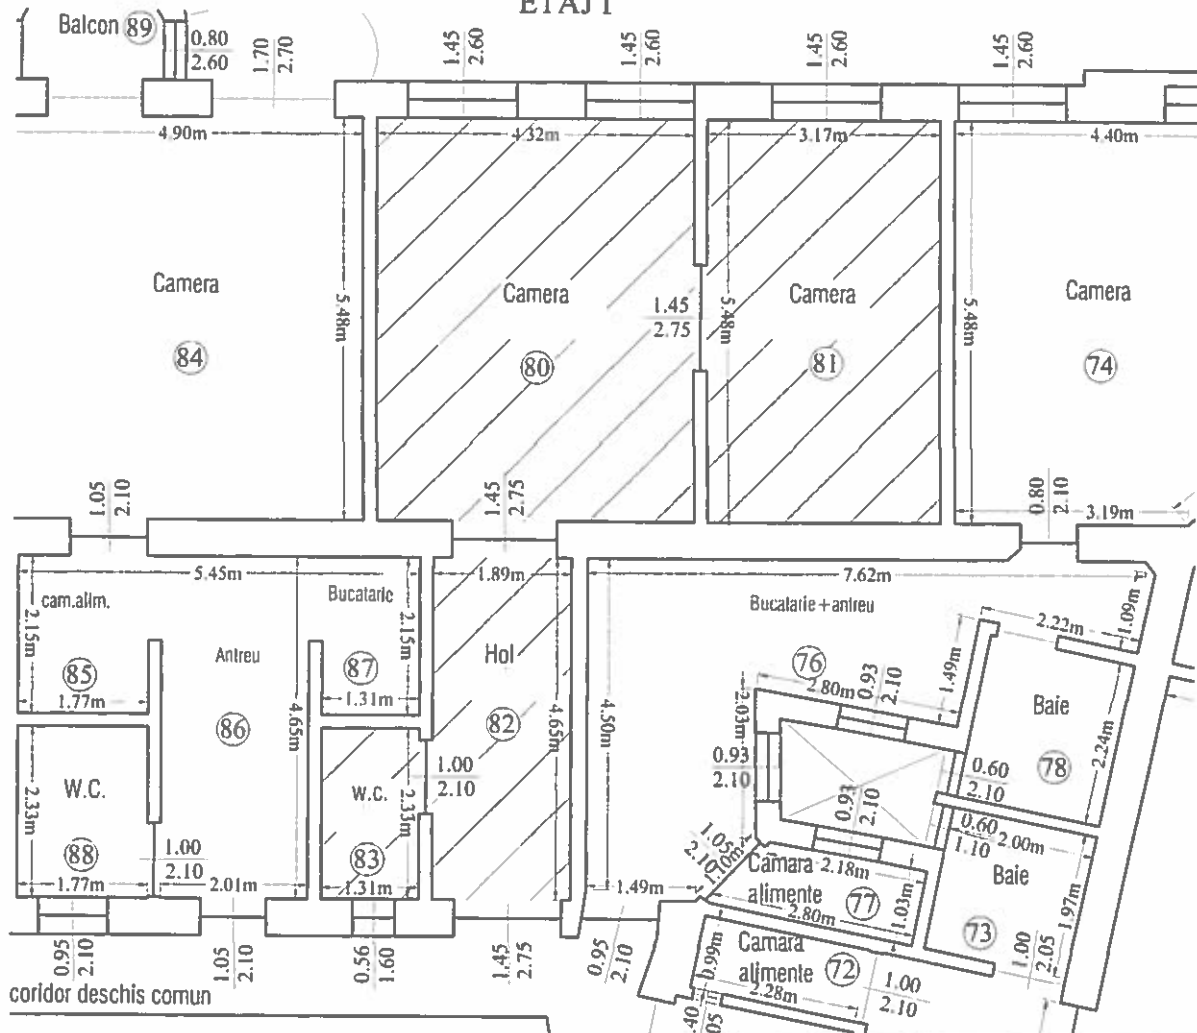 ETAJ I
Balcon 89
0.80
2.60
1.70
2.70
1.45
2.60
1.45
2.60
1.45
2.60
1.45
2.60
4.90m
4.32m
3.17m
4.40m
Camera
84
5.48m
Camera
80
1.45
2.75
5.48m
Camera
81
5.48m
Camera
74
1.05
2.10
1.45
2.75
0.80
2.10
3.19m
5.45m
1.89m
7.62m
cam.alim.
2.15m
85
1.77m
Antreu
86
4.65m
Bucatarie
2.15m
87
1.31m
Hol
82
4.65m
4.50m
Bucatarie+antreu
76
2.80m
0.93
2.10
1.49m
2.22m
1.09m
Baie
78
2.24m
2.03m
0.93
2.10
0.93
2.10
0.60
2.10
W.C.
2.33m
88
1.77m
1.00
2.10
2.01m
W.C.
2.33m
83
1.31m
1.00
2.10
1.49m
1.05
2.10
1.10m
0.60
1.10
2.00m
Baie
73
1.97m
Camara
alimente
77
2.18m
1.03m
2.80m
Camara
alimente
72
0.99m
2.28m
1.00
2.10
1.00
2.05
0.95
2.10
1.05
2.10
0.56
1.60
1.45
2.75
0.95
2.10
coridor deschis comun